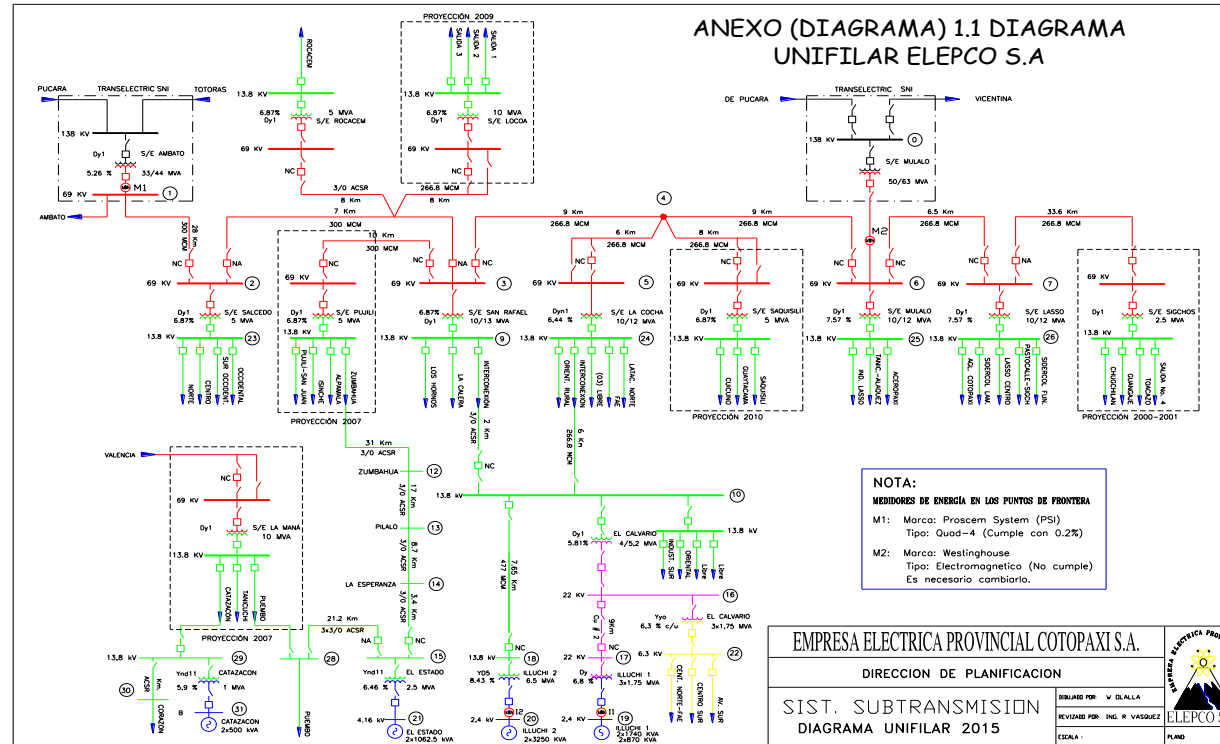 ANEXO (DIAGRAMA) 1.1 DIAGRAMA
UNIFILAR ELEPCO S.A
PROYECCIÓN 2009
ROCACEM
SALIDA 3
SALIDA 2
SALIDA 1
13.8 KV
6.87%
Dy1
5 MVA
S/E ROCACEM
69 KV
NC
3/0 ACSR
8 Km
13.8 KV
6.87%
Dy1
10 MVA
S/E LOCOA
69 KV
NC
266.8 MCM
8 Km
PUCARA
TRANSELECTRIC SNI
TOTORAS
138 KV
Dy1
S/E AMBATO
5.26 %
33/44 MVA
M1
69 KV
1
AMBATO
28 Km
300 MCM
DE PUCARA
TRANSELECTRIC SNI
VICENTINA
138 KV
0
S/E MULALO
50/63 MVA
M2
7 Km
300 MCM
10 Km
300 MCM
9 Km
266.8 MCM
4
9 Km
266.8 MCM
6 Km
266.8 MCM
8 Km
266.8 MCM
6.5 Km
266.8 MCM
33.6 Km
266.8 MCM
NC
NA
69 KV
2
Dy1
6.87%
S/E SALCEDO
5 MVA
13.8 KV
23
NORTE
CENTRO
SUR OCCIDENT.
OCCIDENTAL
NC
69 KV
Dy1
6.87%
S/E PUJILI
5 MVA
13.8 KV
PUJILI-SAN JUAN
ISINCHE
ALPAMALA
ZUMBAHUA
PROYECCIÓN 2007
NC
NC
69 KV
3
6.87%
Dy1
S/E SAN RAFAEL
10/13 MVA
13.8 KV
9
LOS HORNOS
LA CALERA
INTERCONEXION
NC
69 KV
5
Dyn1
6,44 %
S/E LA COCHA
10/12 MVA
13.8 KV
24
ORIENT. RURAL
INTERCONEXION
(O3) LIBRE
FAE
LATAC. NORTE
NC
69 KV
Dy1
6.87%
S/E SAQUISILI
5 MVA
13.8 KV
CUICUNO
GUAYTACAMA
SAQUISILI
PROYECCIÓN 2010
NC
NC
69 KV
6
Dy1
7.57 %
S/E MULALO
10/12 MVA
13.8 KV
25
IND. LASSO
TANIC.-ALAQUEZ
ACEROPAXI
NC
69 KV
7
Dy1
7.57 %
S/E LASSO
10/12 MVA
13.8 KV
26
AGL. COTOPAXI
SIDERCOL LAM.
LASSO CENTRO
PASTOCALLE-SIGCH
SIDERCOL FUN.
NC
69 KV
Dy1
S/E SIGCHOS
2.5 MVA
13.8 KV
CHUGCHILAN
GUANGAJE
TOACAZO
SALIDA No. 4
PROYECCIÓN 2000-2001
31 Km
3/0 ACSR
ZUMBAHUA
12
17 Km
3/0 ACSR
PILALO
13
8.7 Km
3/0 ACSR
LA ESPERANZA
14
3.4 Km
3/0 ACSR
2 Km
3/0 ACSR
NC
6 Km
266.8 MCM
13.8 kV
10
VALENCIA
NC
69 KV
Dy1
S/E LA MANÁ
10 MVA
13.8 KV
CATAZACÓN
TANICUCHI
PUEMBO
PROYECCIÓN 2007
21.2 Km
3x3/0 ACSR
NA
NC
13,8 kV
29
28
15
30
Km.
ACSR
CORAZON
Ynd11
5,9 %
CATAZACON
1 MVA
B
31
CATAZACON
2x500 kVA
PUEMBO
Ynd11
6.46 %
EL ESTADO
2.5 MVA
4.16 kV
21
EL ESTADO
2x1062.5 kVA
7.65 Km
477 MCM
NC
13.8 kV
18
YD5
8.43 %
ILLUCHI 2
6.5 MVA
I2
2,4 kV
20
ILLUCHI 2
2x3250 kVA
Dy1
5.81%
EL CALVARIO
4/5,2 MVA
22 KV
16
9Km
Cu # 2
NC
22 KV
17
Dy
6.8 %
ILLUCHI 1
3x1.75 MVA
I1
2,4 KV
19
ILLUCHI 1
2x1740 KVA
2x870 KVA
Yyo
6,3 % c/u
EL CALVARIO
3x1,75 MVA
6.3 KV
22
CENT. NORTE-FAE
CENTRO SUR
AV. SUR
13.8 kV
INDUST. SUR
ORIENTAL
Libre
Libre
NOTA:
MEDIDORES DE ENERGÍA EN LOS PUNTOS DE FRONTERA
M1: Marca: Proscem System (PSI)
Tipo: Quad-4 (Cumple con 0.2%)
M2: Marca: Westinghouse
Tipo: Electromagnetico (No cumple)
Es necesario cambiarlo.
EMPRESA ELECTRICA PROVINCIAL COTOPAXI S.A.
DIRECCION DE PLANIFICACION
SIST. SUBTRANSMISION
DIAGRAMA UNIFILAR 2015
DIBUJADO POR: W OLALLA
REVIZADO POR: ING. R VASQUEZ
ESCALA :
PLANO
EMPRESA ELECTRICA PRO
ELEPCO S